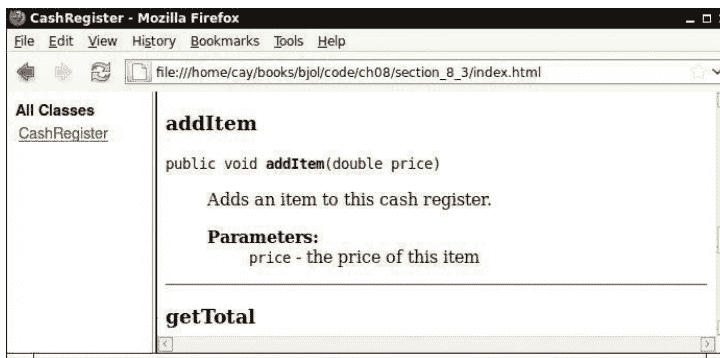 CashRegister - Mozilla Firefox
File Edit View History Bookmarks Tools Help
file:///home/cay/books/bjol/code/ch08/section_8_3/index.html
All Classes
CashRegister
addItem
public void addItem(double price)
Adds an item to this cash register.
Parameters:
price - the price of this item
getTotal